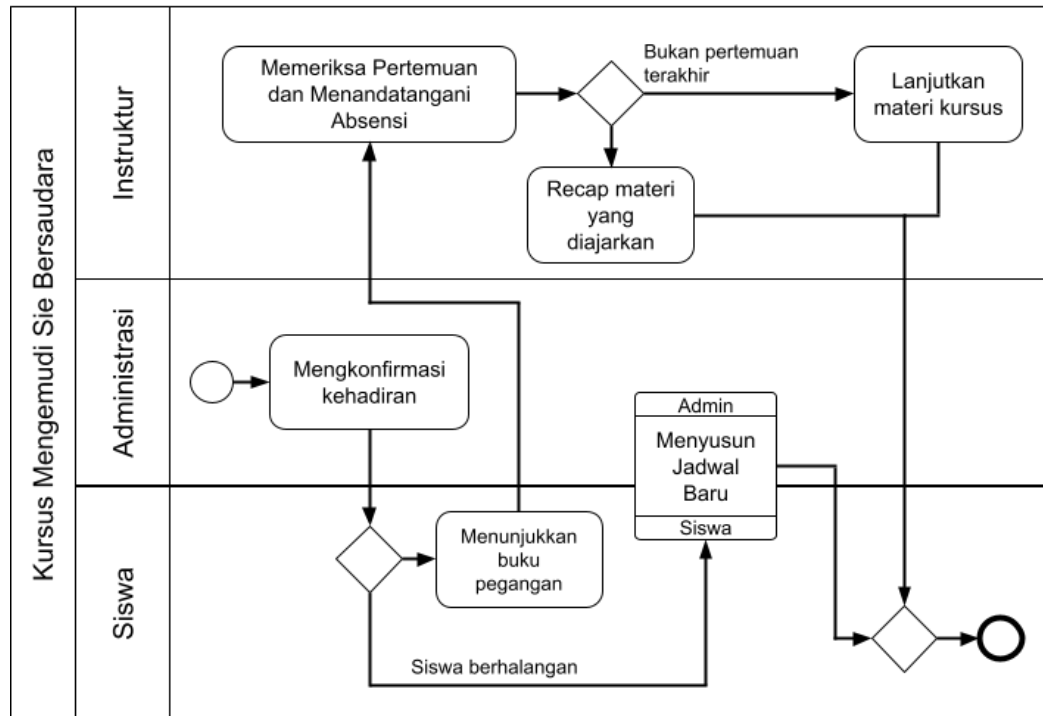 Kursus Mengemudi Sie Bersaudara
Instruktur
Memeriksa Pertemuan
dan Menandatangani
Absensi
Bukan pertemuan
terakhir
Lanjutkan
materi kursus
Recap materi
yang
diajarkan
Administrasi
Mengkonfirmasi
kehadiran
Admin
Menyusun
Jadwal
Baru
Siswa
Siswa
Menunjukkan
buku
pegangan
Siswa berhalangan